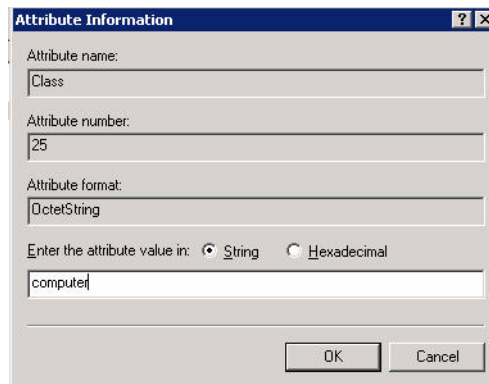 Attribute Information
Attribute name:
Class
Attribute number:
25
Attribute format:
OctetString
Enter the attribute value in: String Hexadecimal
computer
OK Cancel